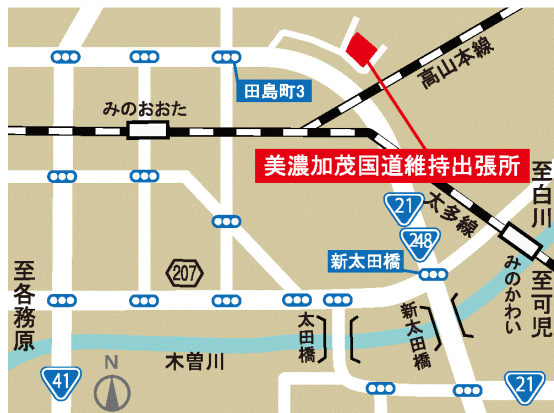 田島町3
高山本線
みのおおた
美濃加茂国道維持出張所
至白川
21
太多線
248
新太田橋
みのかわい
至可児
至各務原
207
太田橋
新太田橋
木曽川
N
41
21